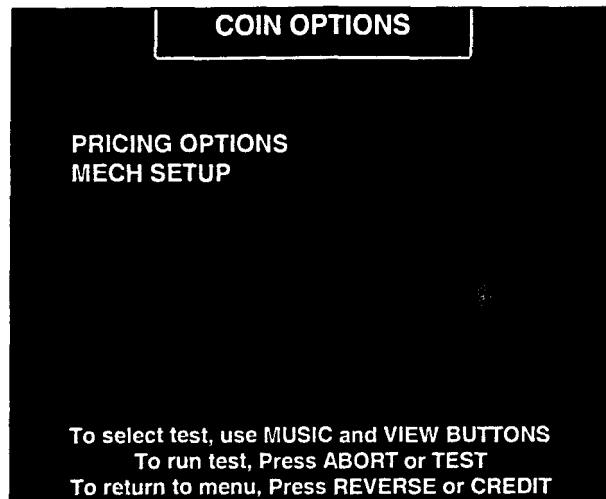 COIN OPTIONS
PRICING OPTIONS
MECH SETUP
To select test, use MUSIC and VIEW BUTTONS
To run test, Press ABORT or TEST
To return to menu, Press REVERSE or CREDIT